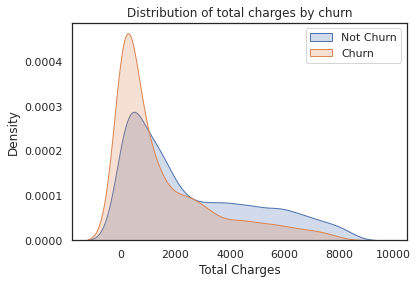 Distribution of total charges by churn
Not Churn
Churn
0.0004
0.0003
0.0002
0.0001
0.0000
Density
0 2000 4000 6000 8000 10000
Total Charges